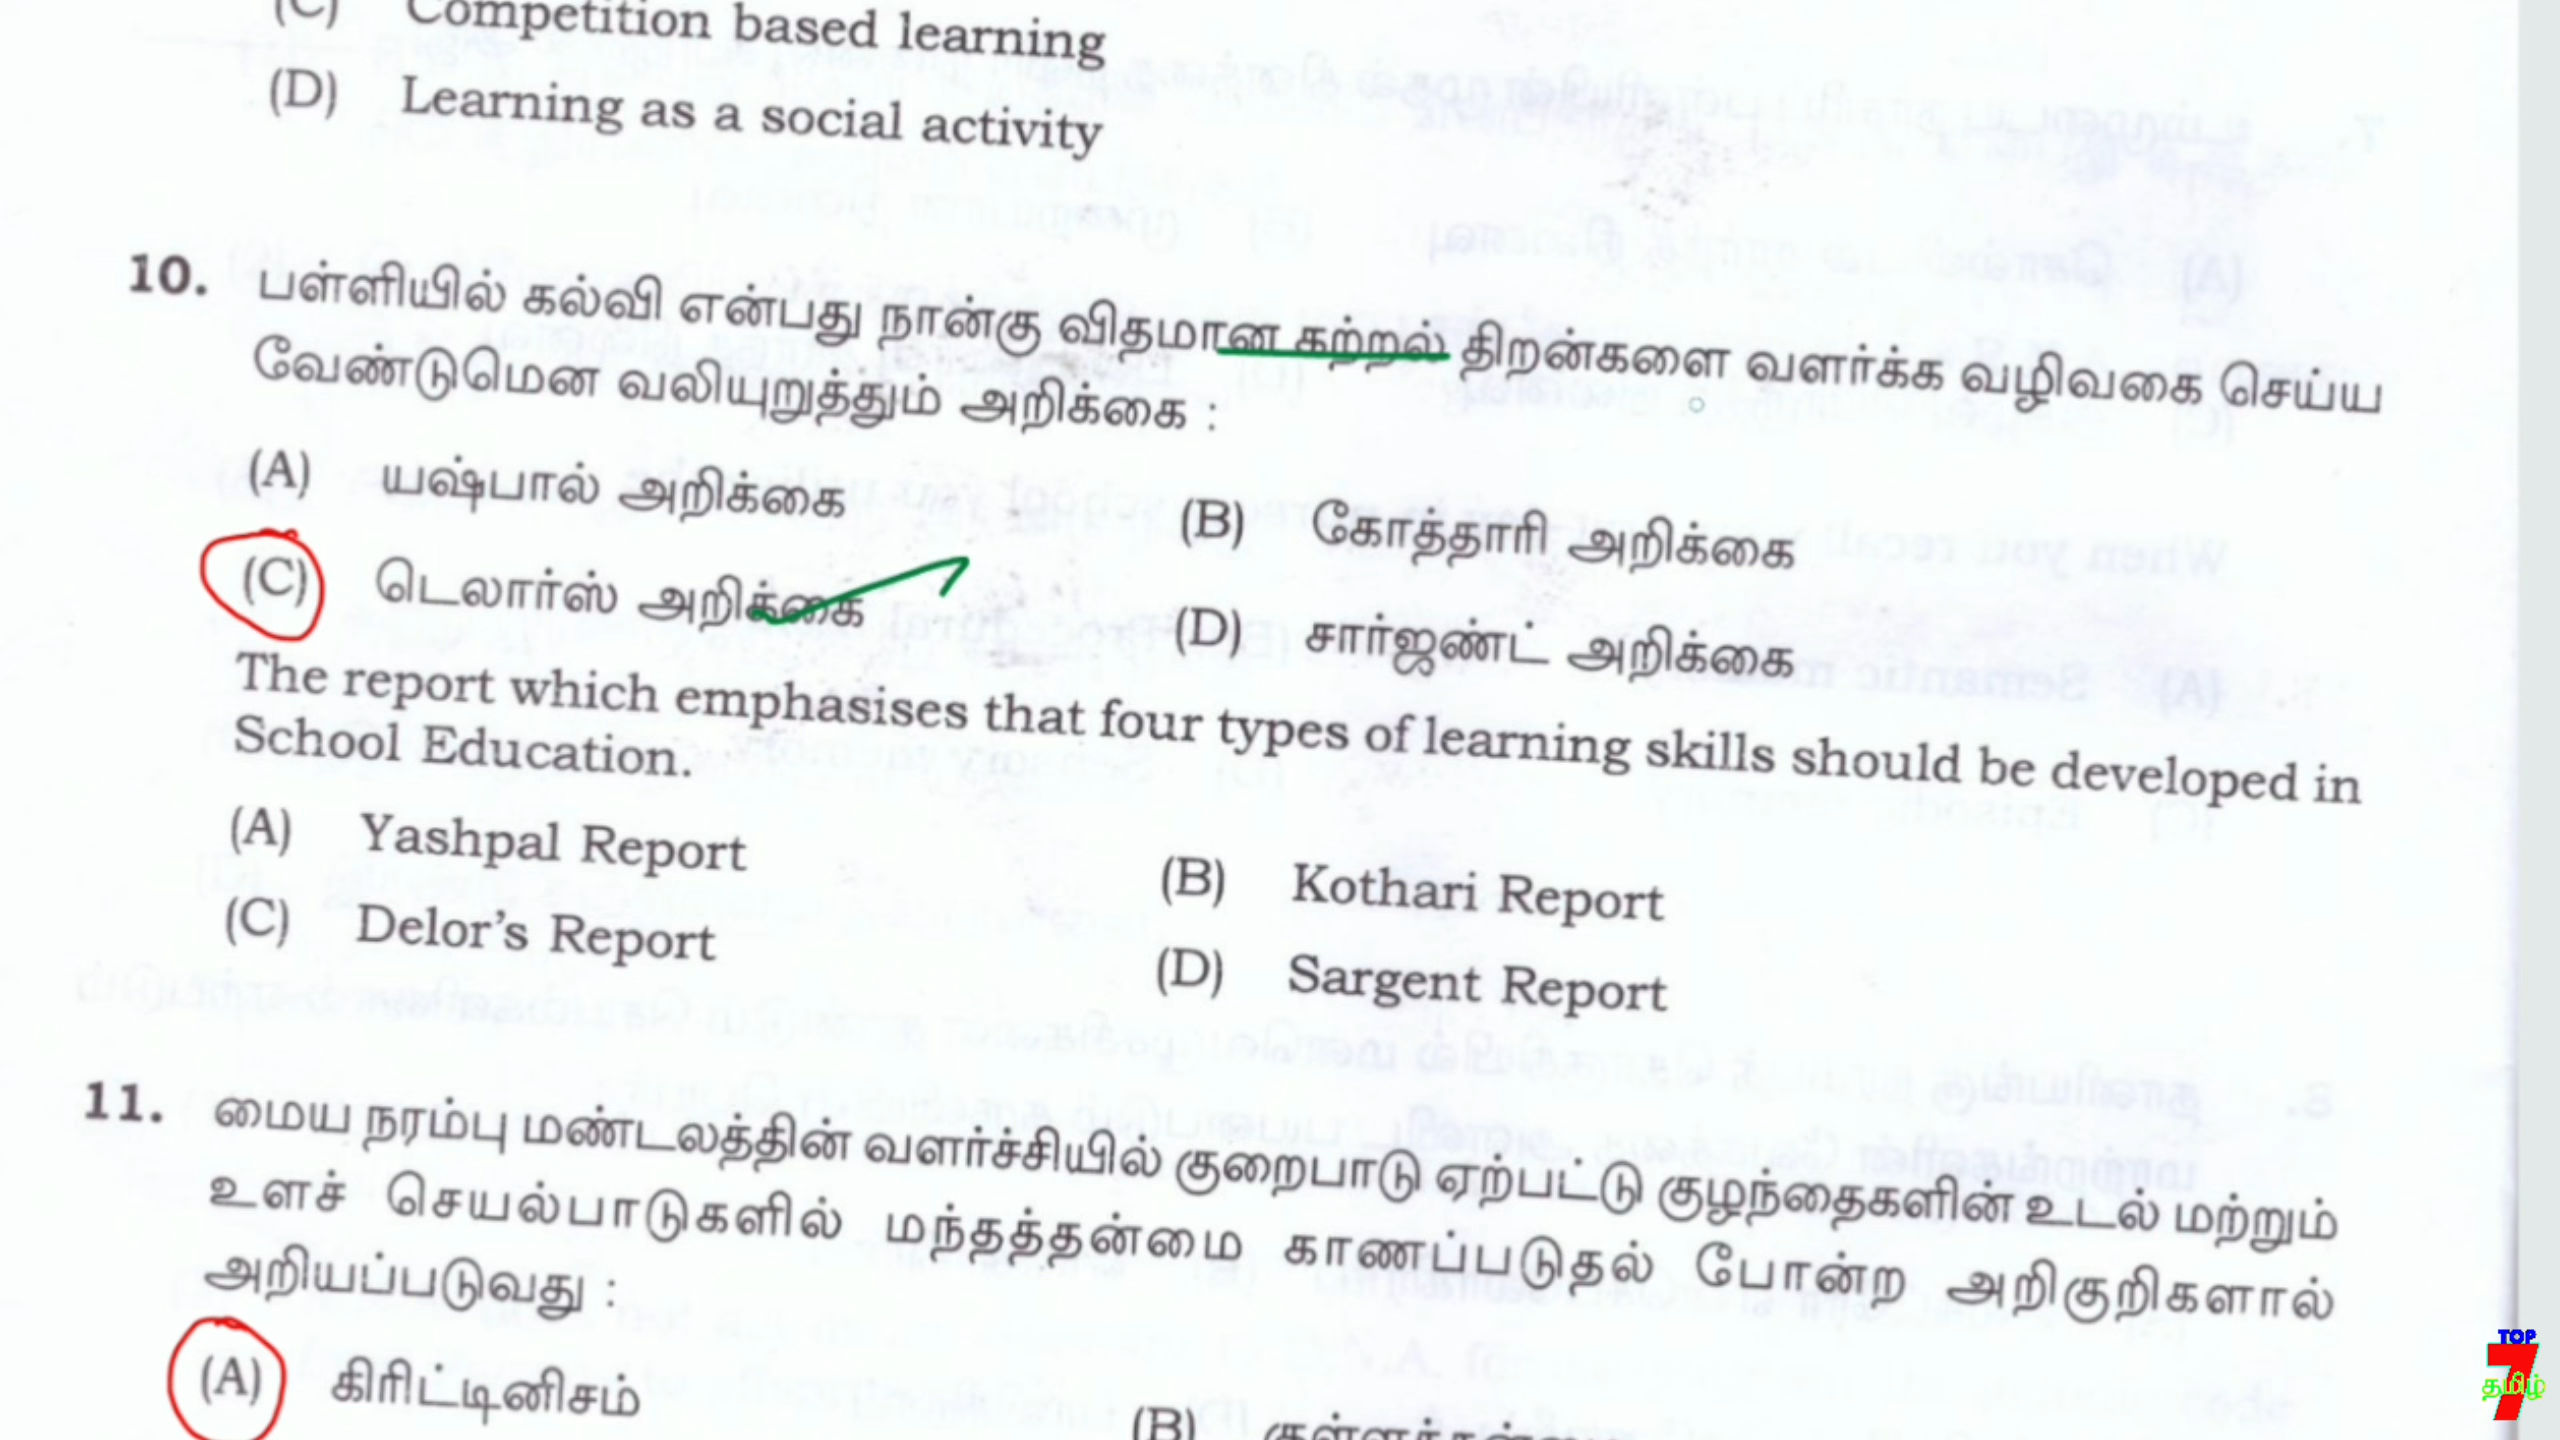 (C) Competition based learning
(D) Learning as a social activity
10. பள்ளியில் கல்வி என்பது நான்கு விதமான கற்றல் திறன்களை வளர்க்க வழிவகை செய்ய
வேண்டுமென வலியுறுத்தும் அறிக்கை :
(A) யஷ்பால் அறிக்கை (B) கோத்தாரி அறிக்கை
(C) டெலார்ஸ் அறிக்கை (D) சார்ஜண்ட் அறிக்கை
The report which emphasises that four types of learning skills should be developed in
School Education.
(A) Yashpal Report (B) Kothari Report
(C) Delor's Report (D) Sargent Report
11. மைய நரம்பு மண்டலத்தின் வளர்ச்சியில் குறைபாடு ஏற்பட்டு குழந்தைகளின் உடல் மற்றும்
உளச் செயல்பாடுகளில் மந்தத்தன்மை காணப்படுதல் போன்ற அறிகுறிகளால்
அறியப்படுவது :
(A) கிரிட்டினிசம் (B)
TOP
7
தமிழ்